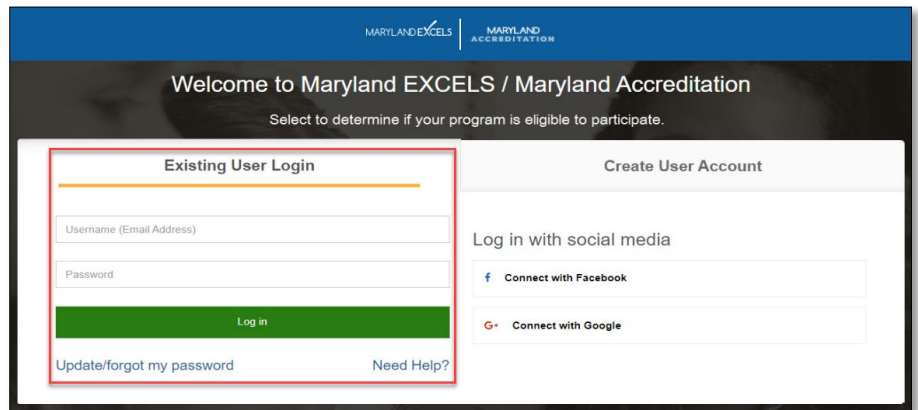 MARYLAND EXCELS
MARYLAND
ACCREDITATION
Welcome to Maryland EXCELS / Maryland Accreditation
Select to determine if your program is eligible to participate.
Existing User Login
Create User Account
Username (Email Address)
Password
Log in
Update/forgot my password
Need Help?
Log in with social media
f Connect with Facebook
G+ Connect with Google